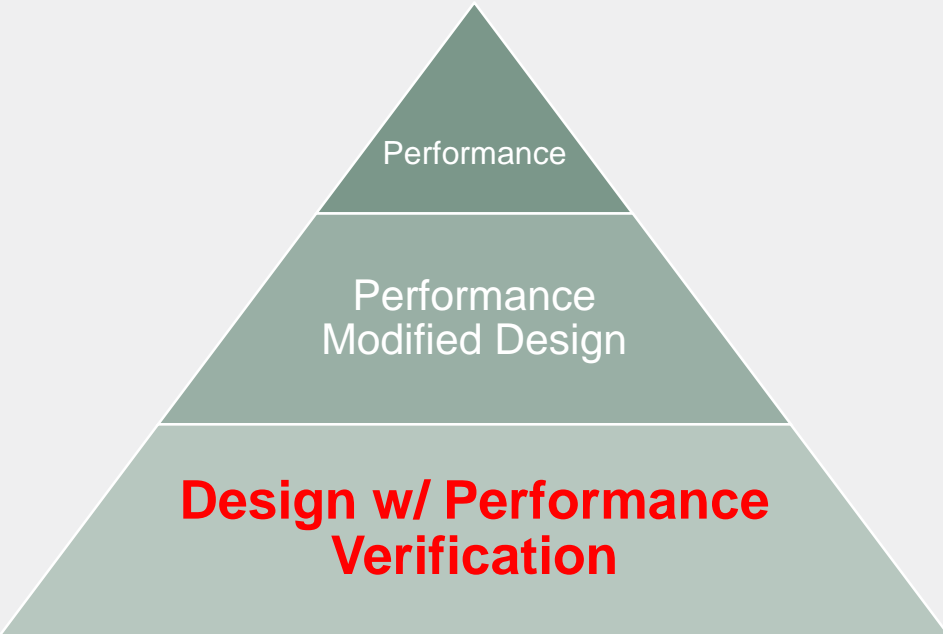 Performance
Performance
Modified Design
Design w/ Performance
Verification